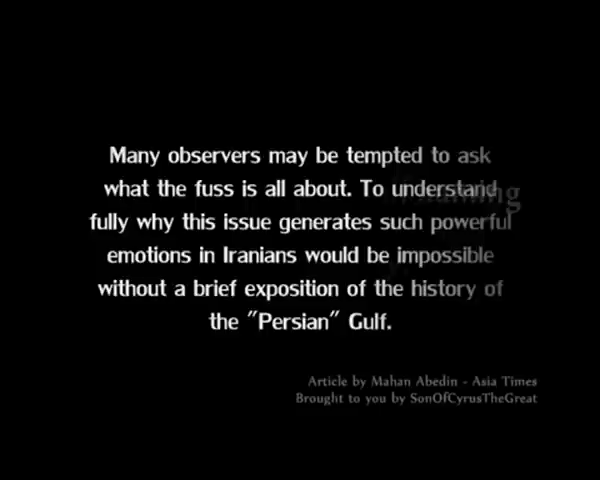 Many observers may be tempted to ask
what the fuss is all about. To understand
fully why this issue generates such powerful
emotions in Iranians would be impossible
without a brief exposition of the history of
the "Persian" Gulf.
Article by Mahan Abedin - Asia Times
Brought to you by SonOfCyrusTheGreat